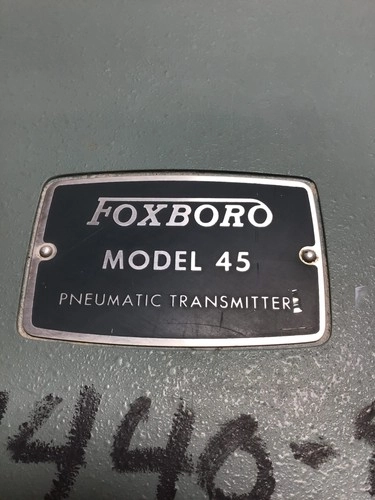 FOXBORO
MODEL 45
PNEUMATIC TRANSMITTER
440-